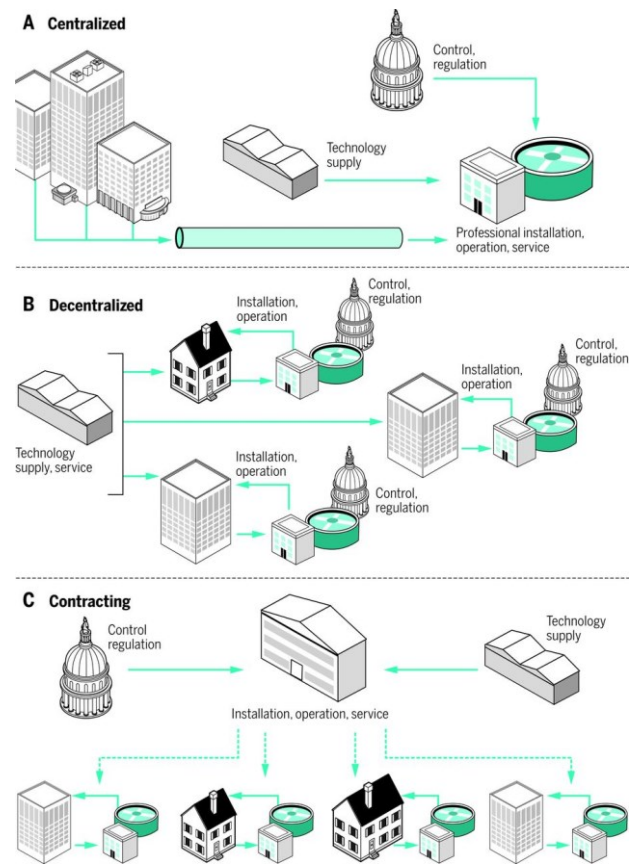 A Centralized
Control,
regulation
Technology
supply
Professional installation,
operation, service
B Decentralized
Installation,
operation
Control,
regulation
Control,
regulation
Installation,
operation
Technology
supply, service
Installation,
operation
Control,
regulation
C Contracting
Control
regulation
Technology
supply
Installation, operation, service